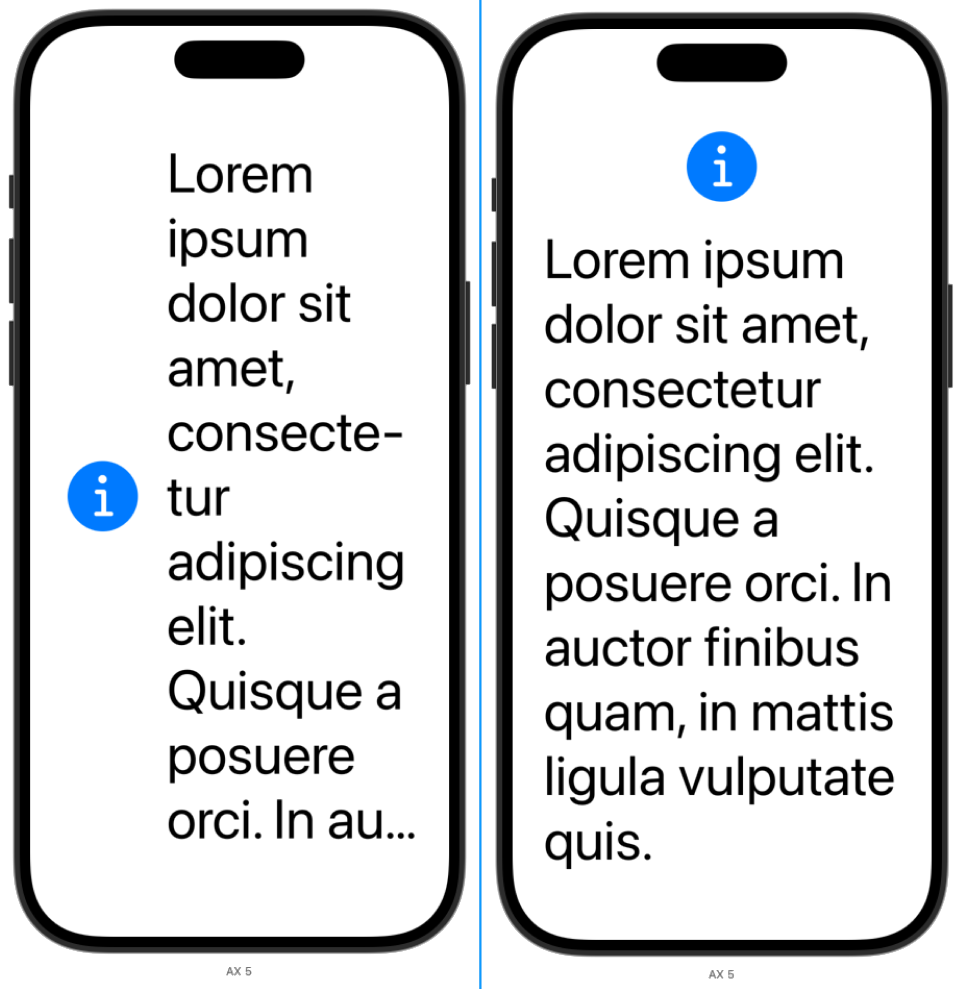 Lorem
ipsum
dolor sit
amet,
consecte-
tur
adipiscing
elit.
Quisque a
posuere
orci. In au...
i
AX 5
i
Lorem ipsum
dolor sit amet,
consectetur
adipiscing elit.
Quisque a
posuere orci. In
auctor finibus
quam, in mattis
ligula vulputate
quis.
AX 5